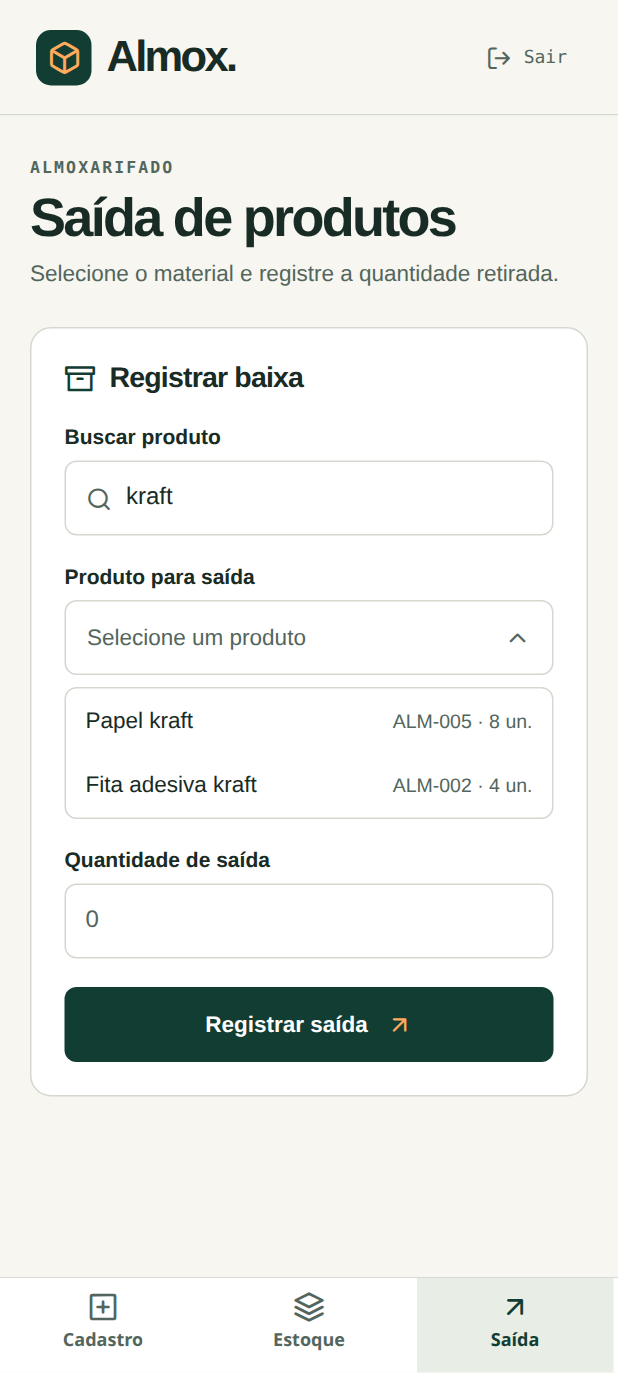 Almox.
Sair
ALMOXARIFADO
Saída de produtos
Selecione o material e registre a quantidade retirada.
Registrar baixa
Buscar produto
kraft
Produto para saída
Selecione um produto
Papel kraft ALM-005 · 8 un.
Fita adesiva kraft ALM-002 · 4 un.
Quantidade de saída
0
Registrar saída
Cadastro Estoque Saída